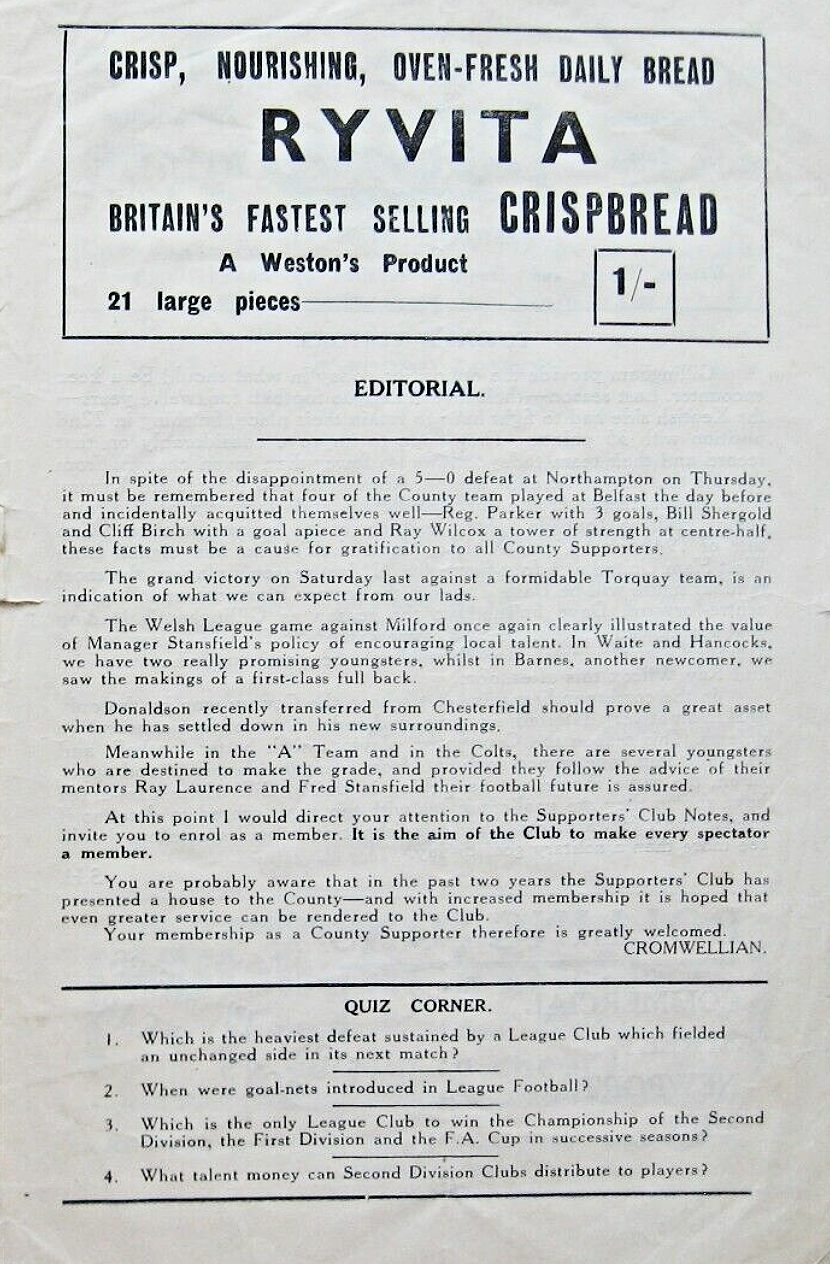 CRISP, NOURISHING, OVEN-FRESH DAILY BREAD
RYVITA
BRITAIN'S FASTEST SELLING CRISPBREAD
A Weston's Product
21 large pieces
1/-
EDITORIAL.
In spite of the disappointment of a 5—0 defeat at Northampton on Thursday,
it must be remembered that four of the County team played at Belfast the day before
and incidentally acquitted themselves well—Reg. Parker with 3 goals, Bill Shergold
and Cliff Birch with a goal apiece and Ray Wilcox a tower of strength at centre-half,
these facts must be a cause for gratification to all County Supporters.
The grand victory on Saturday last against a formidable Torquay team, is an
indication of what we can expect from our lads.
The Welsh League game against Milford once again clearly illustrated the value
of Manager Stansfield's policy of encouraging local talent. In Waite and Hancocks,
we have two really promising youngsters, whilst in Barnes, another newcomer, we
saw the makings of a first-class full back.
Donaldson recently transferred from Chesterfield should prove a great asset
when he has settled down in his new surroundings.
Meanwhile in the "A" Team and in the Colts, there are several youngsters
who are destined to make the grade, and provided they follow the advice of their
mentors Ray Laurence and Fred Stansfield their football future is assured.
At this point I would direct your attention to the Supporters' Club Notes, and
invite you to enrol as a member. It is the aim of the Club to make every spectator
a member.
You are probably aware that in the past two years the Supporters' Club has
presented a house to the County—and with increased membership it is hoped that
even greater service can be rendered to the Club.
Your membership as a County Supporter therefore is greatly welcomed.
CROMWELLIAN.
QUIZ CORNER.
1. Which is the heaviest defeat sustained by a League Club which fielded
an unchanged side in its next match?
2. When were goal-nets introduced in League Football?
3. Which is the only League Club to win the Championship of the Second
Division, the First Division and the F.A. Cup in successive seasons?
4. What talent money can Second Division Clubs distribute to players?